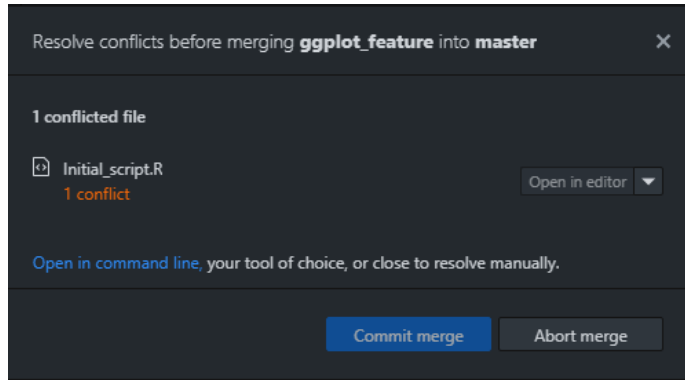 Resolve conflicts before merging ggplot_feature into master
1 conflicted file
Initial_script.R
1 conflict
Open in editor
Open in command line, your tool of choice, or close to resolve manually.
Commit merge
Abort merge